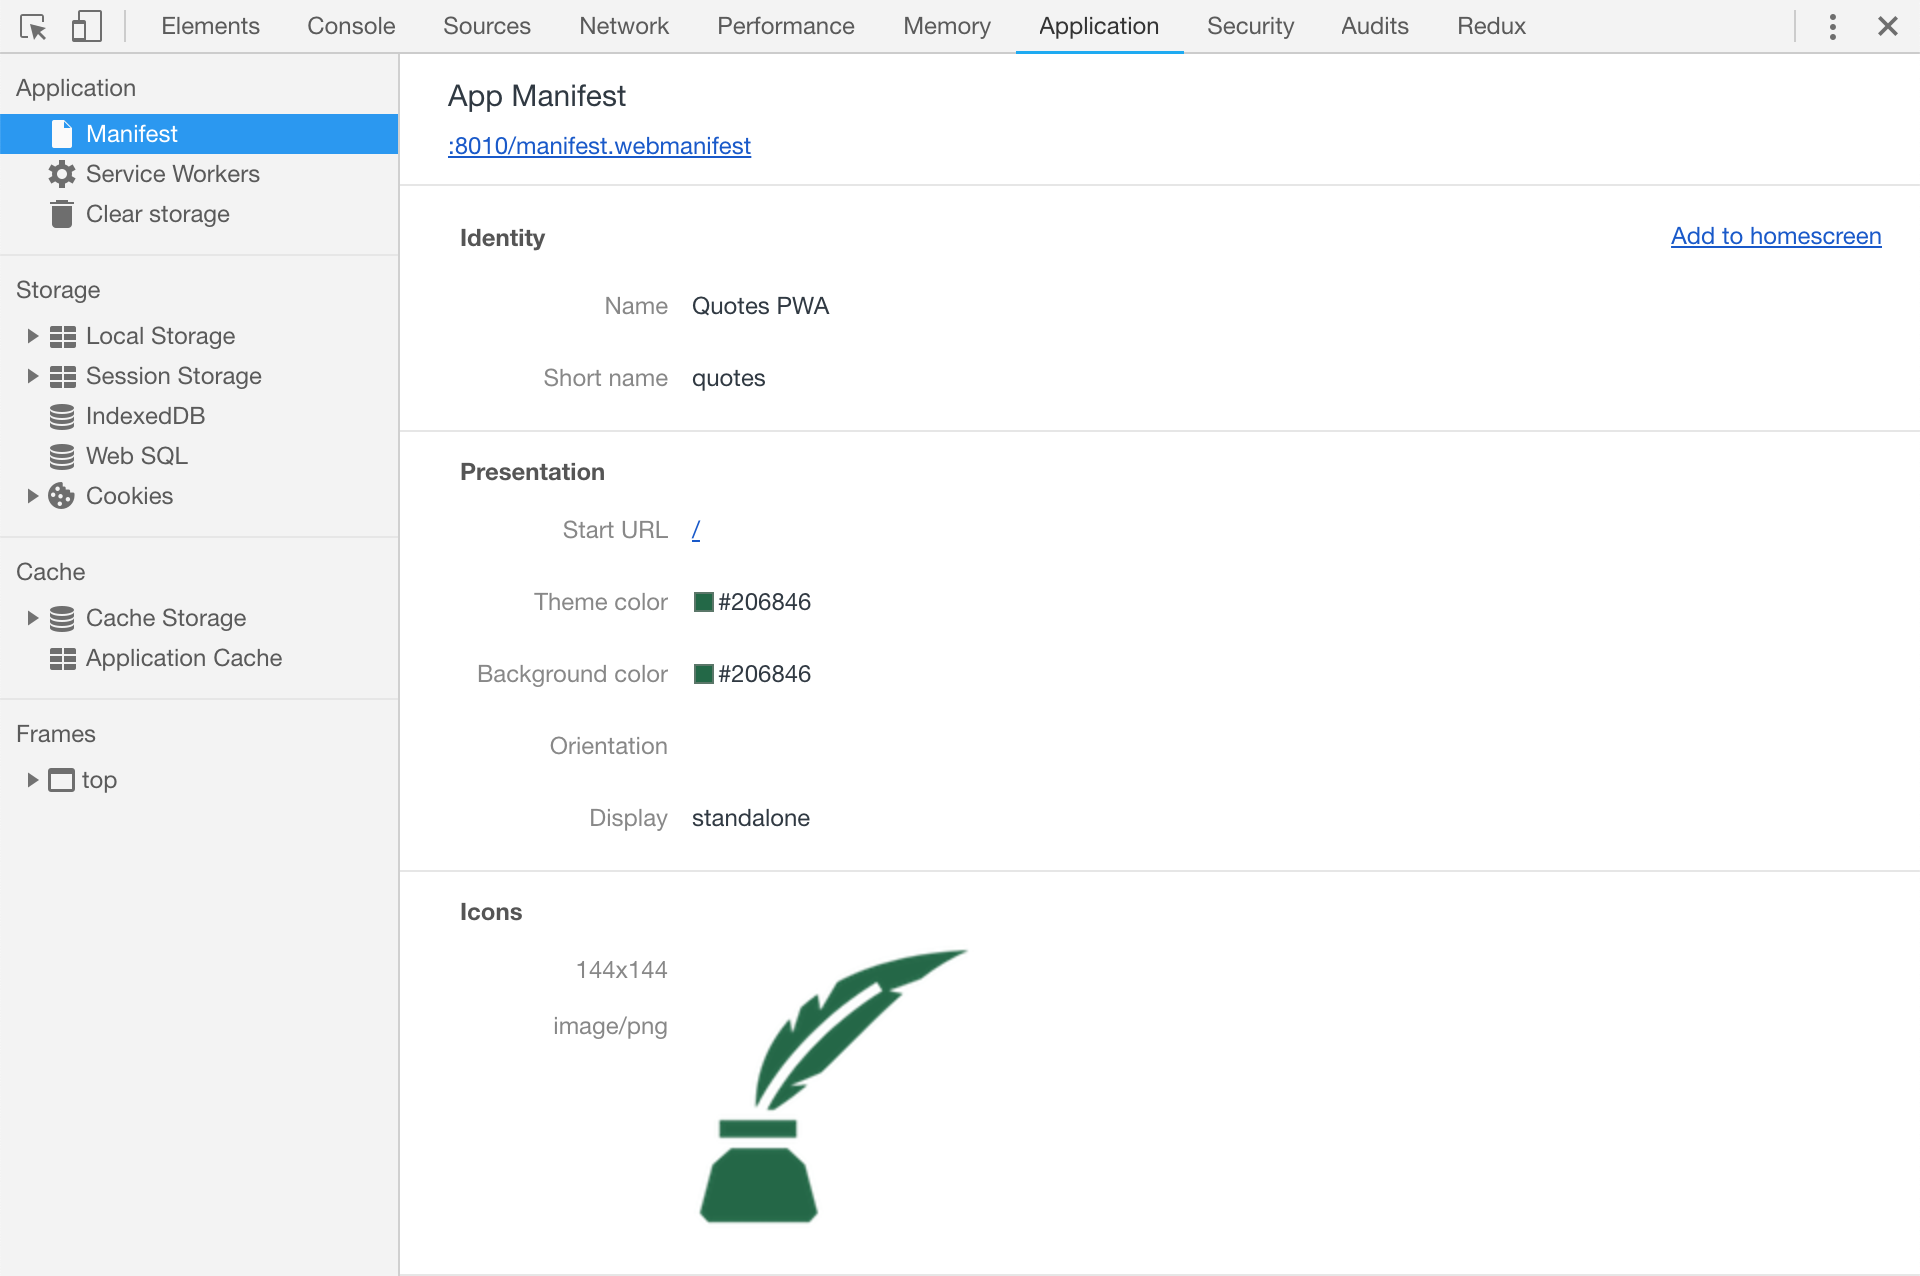 Elements Console Sources Network Performance Memory Application Security Audits Redux
Application
Manifest
Service Workers
Clear storage
Storage
Local Storage
Session Storage
IndexedDB
Web SQL
Cookies
Cache
Cache Storage
Application Cache
Frames
top
App Manifest
:8010/manifest.webmanifest
Identity
Add to homescreen
Name Quotes PWA
Short name quotes
Presentation
Start URL /
Theme color #206846
Background color #206846
Orientation
Display standalone
Icons
144x144
image/png